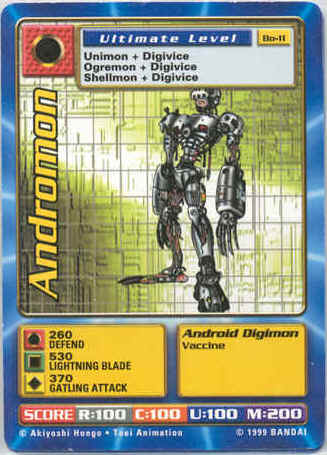 Ultimate Level
Bo-11
Unimon + Digivice
Ogremon + Digivice
Shellmon + Digivice
Andromon
260
DEFEND
530
LIGHTNING BLADE
370
GATLING ATTACK
Android Digimon
Vaccine
SCORE R:100 C:100 U:100 M:200
© Akiyoshi Hongo • Toei Animation © 1999 BANDAI